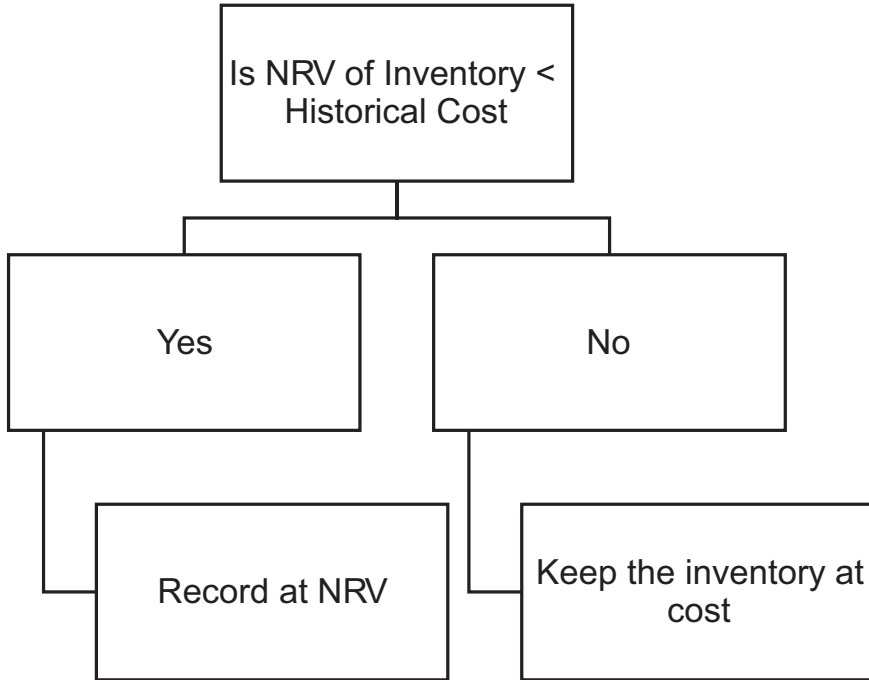 Is NRV of Inventory <
Historical Cost
Yes
No
Record at NRV
Keep the inventory at
cost